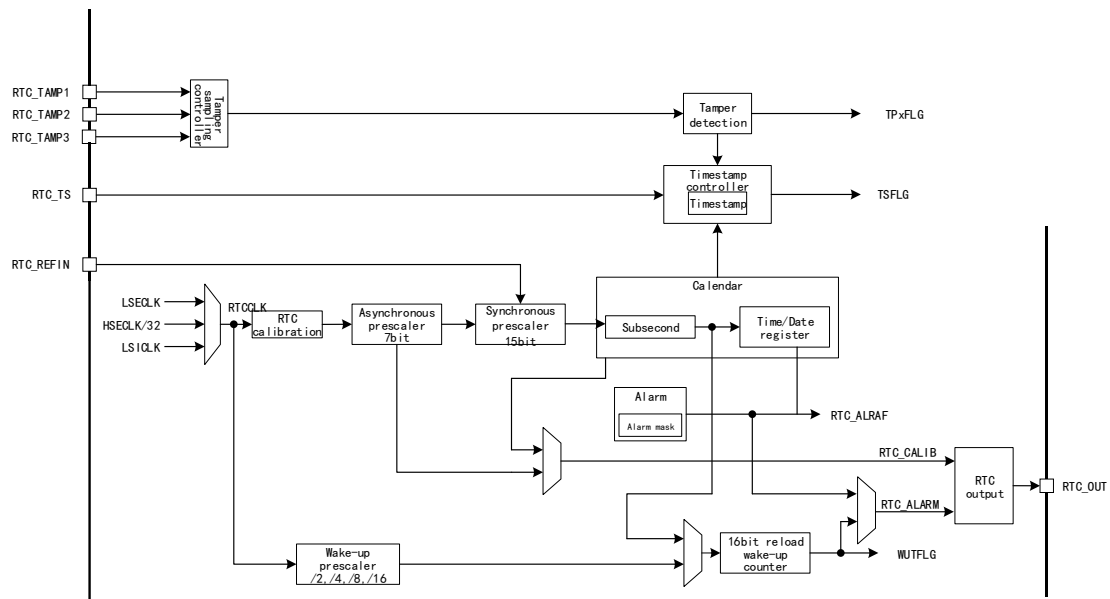 RTC_TAMP1
RTC_TAMP2
RTC_TAMP3
Tamper
sampling
controller
Tamper
detection
TPxFLG
RTC_TS
Timestamp
controller
Timestamp
TSFLG
RTC_REFIN
Calendar
LSECLK
HSECLK/32
LSICLK
RTCCLK
RTC
calibration
Asynchronous
prescaler
7bit
Synchronous
prescaler
15bit
Subsecond
Time/Date
register
Alarm
Alarm mask
RTC_ALRAF
RTC_CALIB
RTC
output
RTC_OUT
RTC_ALARM
Wake-up
prescaler
/2,/4,/8,/16
16bit reload
wake-up
counter
WUTFLG